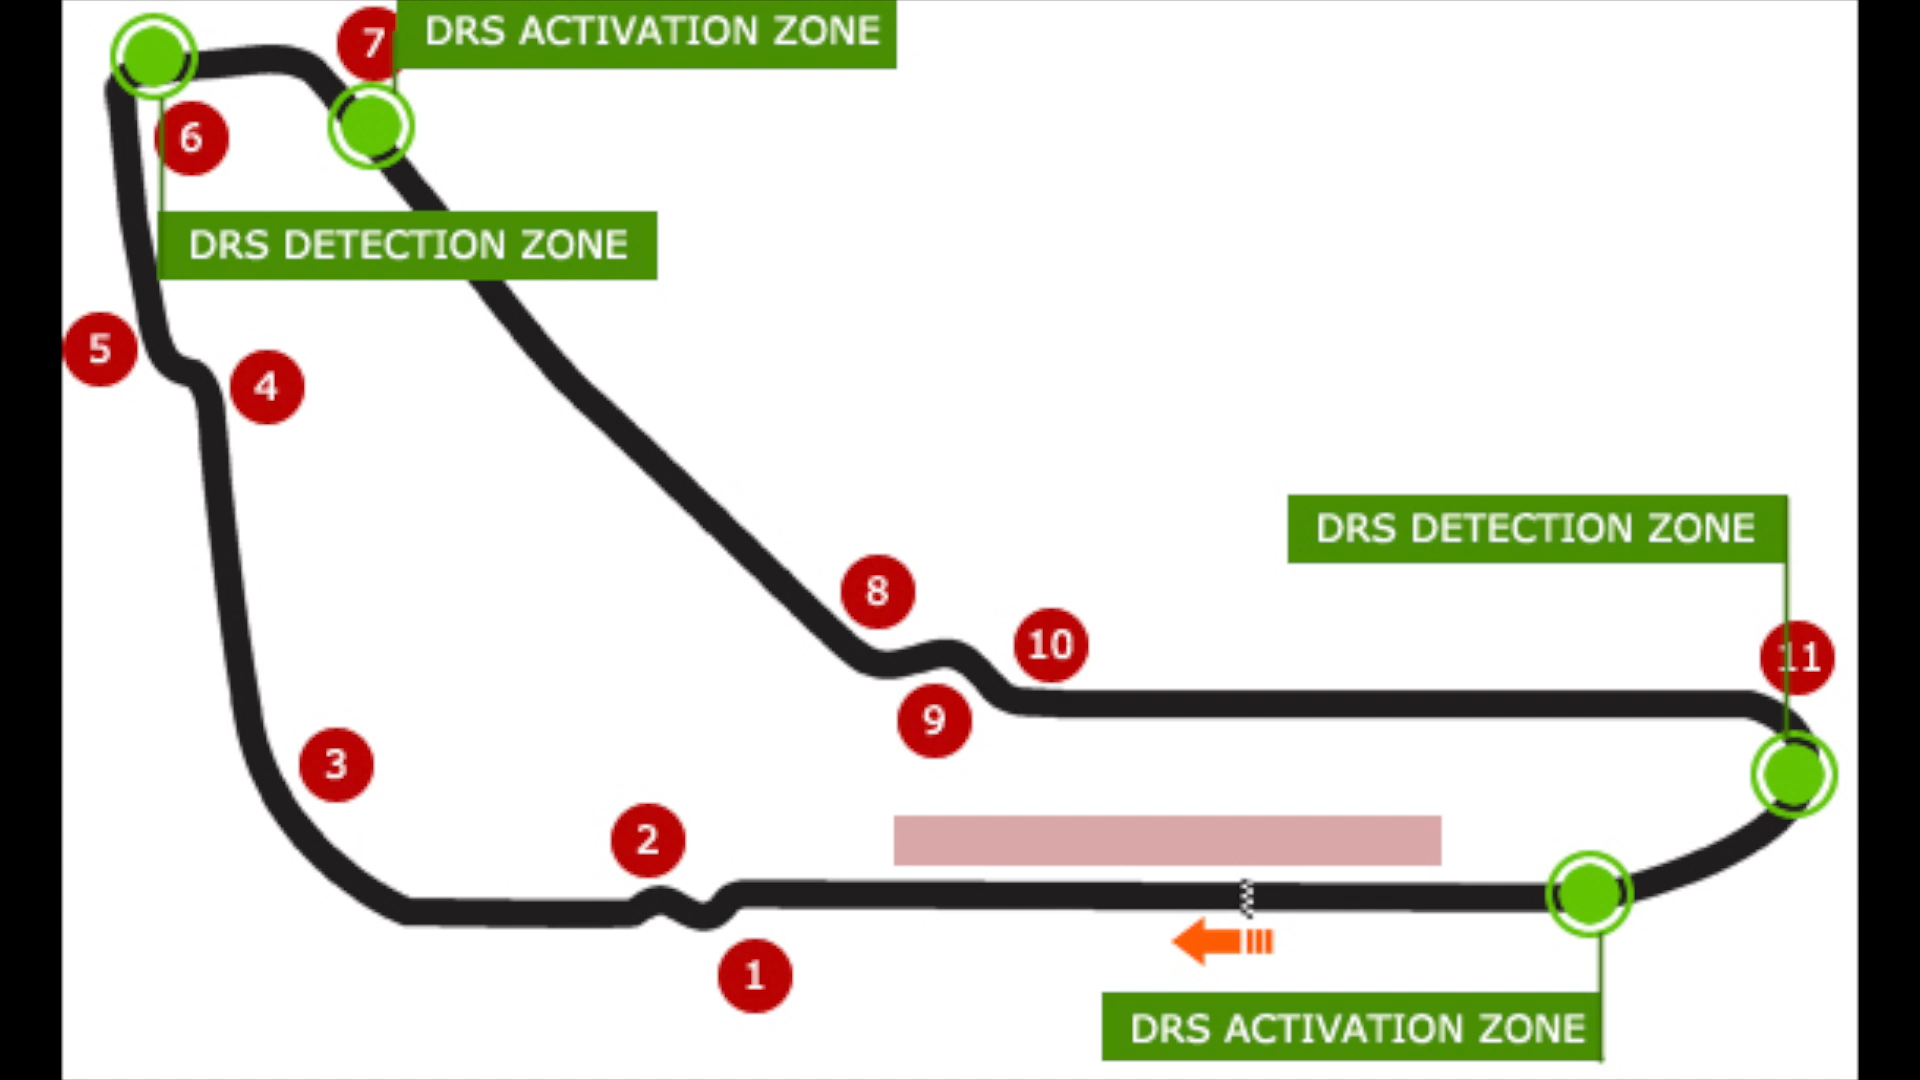 7
DRS ACTIVATION ZONE
6
DRS DETECTION ZONE
5
4
DRS DETECTION ZONE
8
10
11
9
3
2
1
DRS ACTIVATION ZONE